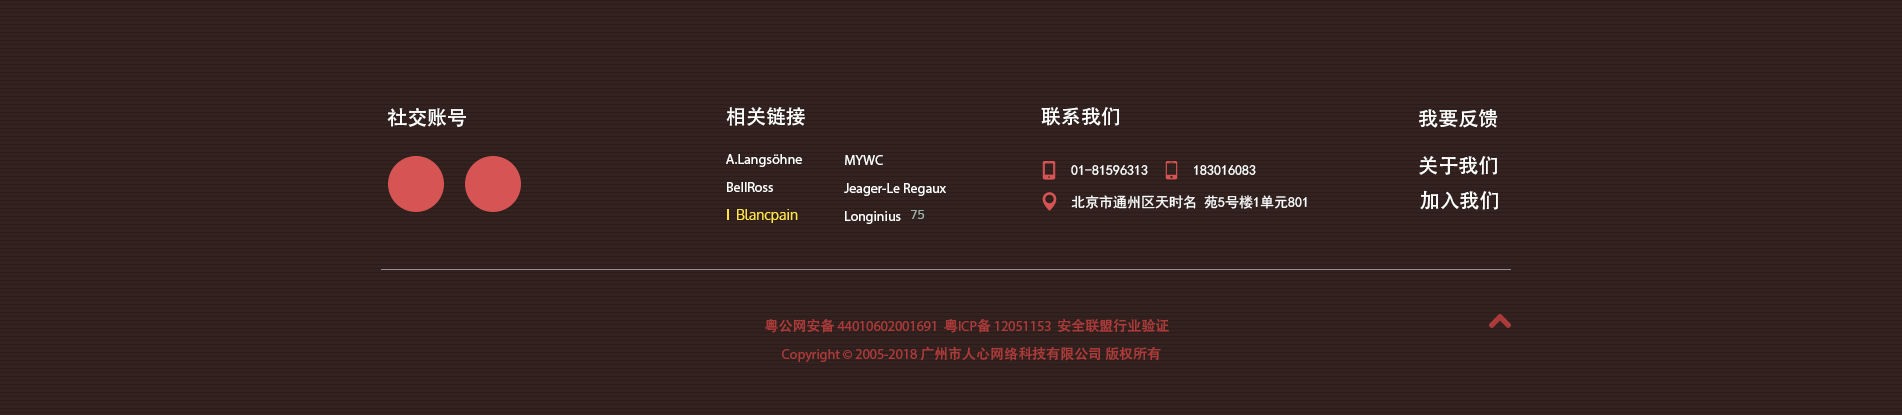 社交账号
相关链接
A.Langsöhne
BellRoss
Blancpain
MYWC
Jeager-Le Regaux
Longinius 75
联系我们
01-81596313 183016083
北京市通州区天时名 苑5号楼1单元801
我要反馈
关于我们
加入我们
粤公网安备 44010602001691 粤ICP备 12051153 安全联盟行业验证
Copyright © 2005-2018 广州市人心网络科技有限公司 版权所有